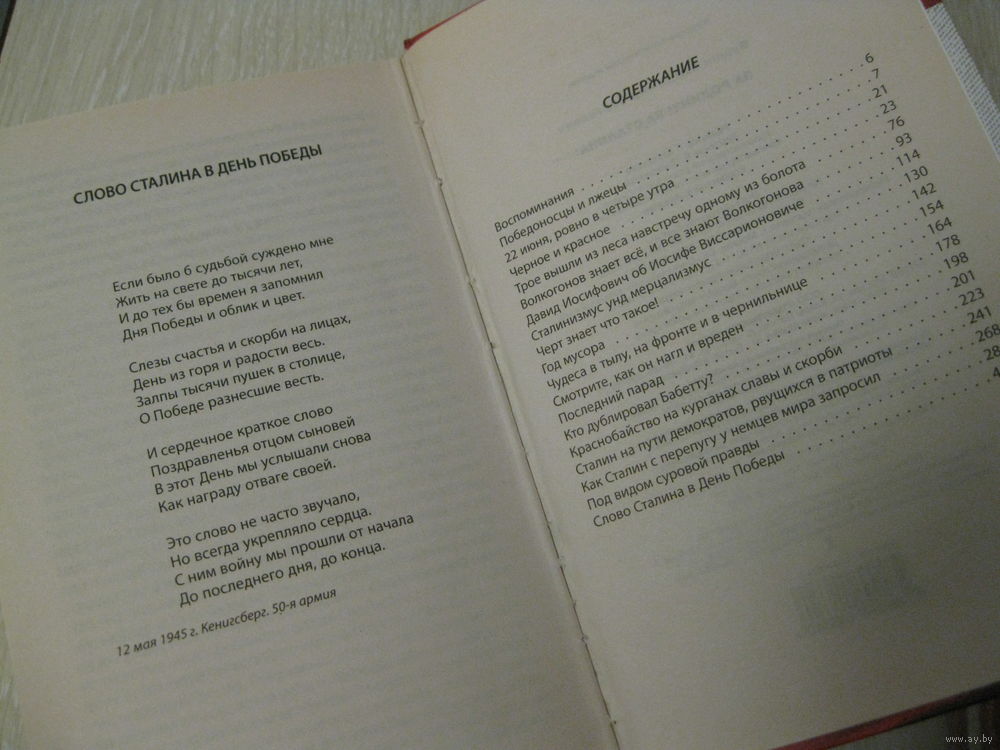 СЛОВО СТАЛИНА В ДЕНЬ ПОБЕДЫ
Если было б судьбой суждено мне
Жить на свете до тысячи лет,
И до тех бы времен я запомнил
Дня Победы и облик и цвет.
Слезы счастья и скорби на лицах,
День из горя и радости весь.
Залпы тысячи пушек в столице,
О Победе разнесшие весть.
И сердечное краткое слово
Поздравленья отцом сыновей
В этот День мы услышали снова
Как награду отваге своей.
Это слово не часто звучало,
Но всегда укрепляло сердца.
С ним войну мы прошли от начала
До последнего дня, до конца.
12 мая 1945 г. Кенигсберг. 50-я армия
СОДЕРЖАНИЕ
Воспоминания 6
Победоносцы и лжецы 7
22 июня, ровно в четыре утра 21
Черное и красное 23
Трое вышли из леса навстречу одному из болота 76
Волкогонов знает всё, и все знают Волкогонова 93
Давид Иосифович об Иосифе Виссарионовиче 114
Сталинизмус унд мерцализмус 130
Черт знает что такое! 142
Год мусора 154
Чудеса в тылу, на фронте и в чернильнице 164
Смотрите, как он нагл и вреден 178
Последний парад 198
Кто дублировал Бабетту? 201
Краснобайство на курганах славы и скорби 223
Сталин на пути демократов, рвущихся в патриоты 241
Как Сталин с перепугу у немцев мира запросил 268
Под видом суровой правды 28
Слово Сталина в День Победы 4
www.ay.by